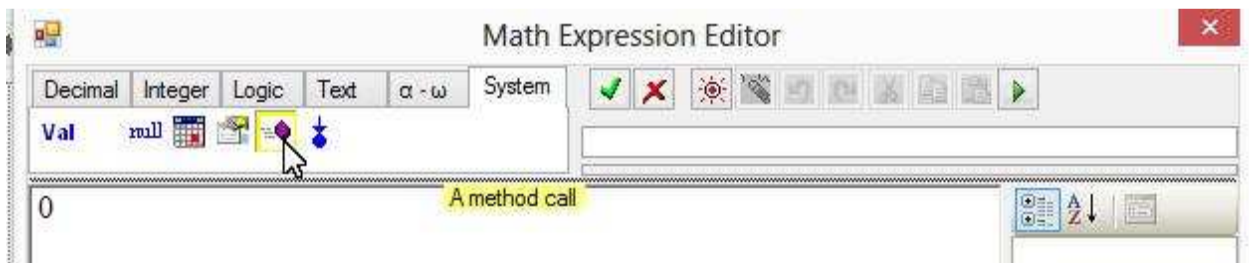 Math Expression Editor
Decimal Integer Logic Text α - ω System
Val null
A method call
0
A
Z